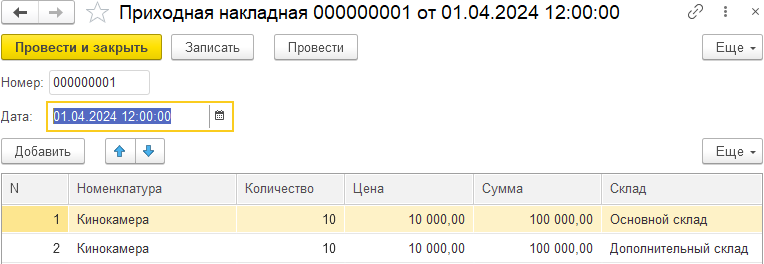 Приходная накладная 000000001 от 01.04.2024 12:00:00
Провести и закрыть Записать Провести Еще
Номер: 000000001
Дата: 01.04.2024 12:00:00
Добавить Еще
N Номенклатура Количество Цена Сумма Склад
1 Кинокамера 10 10 000,00 100 000,00 Основной склад
2 Кинокамера 10 10 000,00 100 000,00 Дополнительный склад